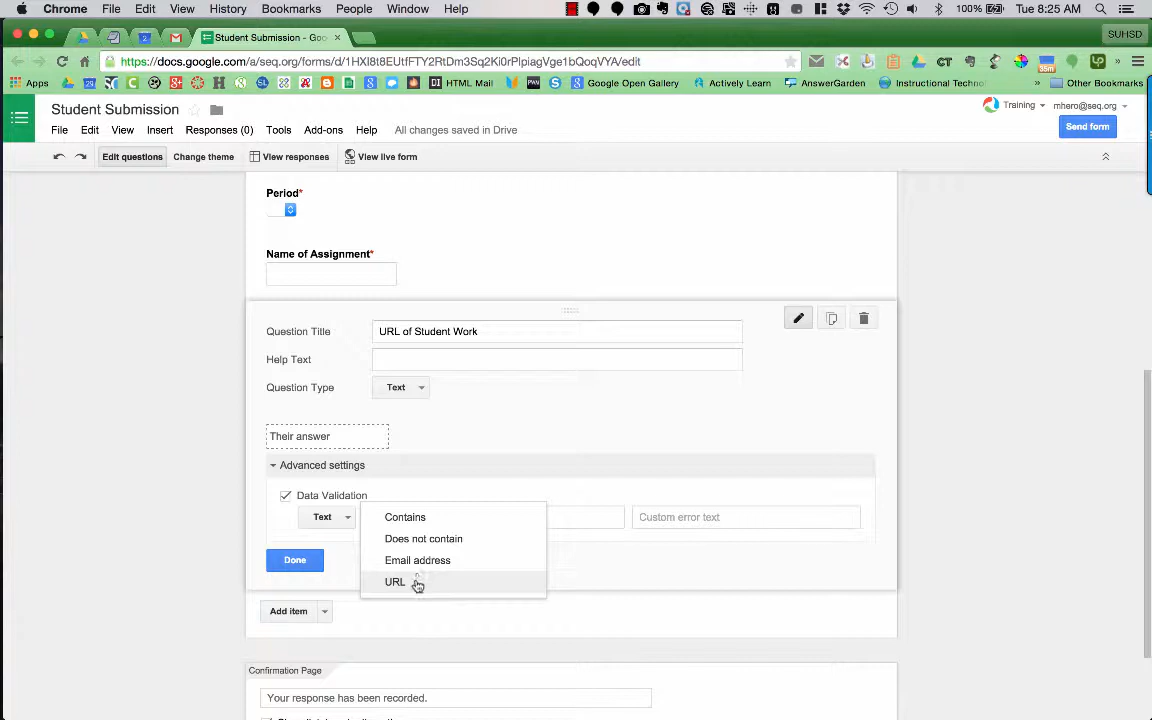 Chrome File Edit View History Bookmarks People Window Help 100% Tue 8:25 AM
Student Submission - Goo SUHSD
https://docs.google.com/a/seq.org/forms/d/1HXI8t8EUtfFTY2RtDm3Sq2Ki0rPlpiagVge1bQoqVYA/edit
Apps HTML Mail Google Open Gallery Actively Learn AnswerGarden Instructional Technol Other Bookmarks
Student Submission Training mhero@seq.org
File Edit View Insert Responses (0) Tools Add-ons Help All changes saved in Drive Send form
Edit questions Change theme View responses View live form
Period*
Name of Assignment*
Question Title URL of Student Work
Help Text
Question Type Text
Their answer
Advanced settings
Data Validation
Text Contains Custom error text
Does not contain
Done Email address
URL
Add item
Confirmation Page
Your response has been recorded.